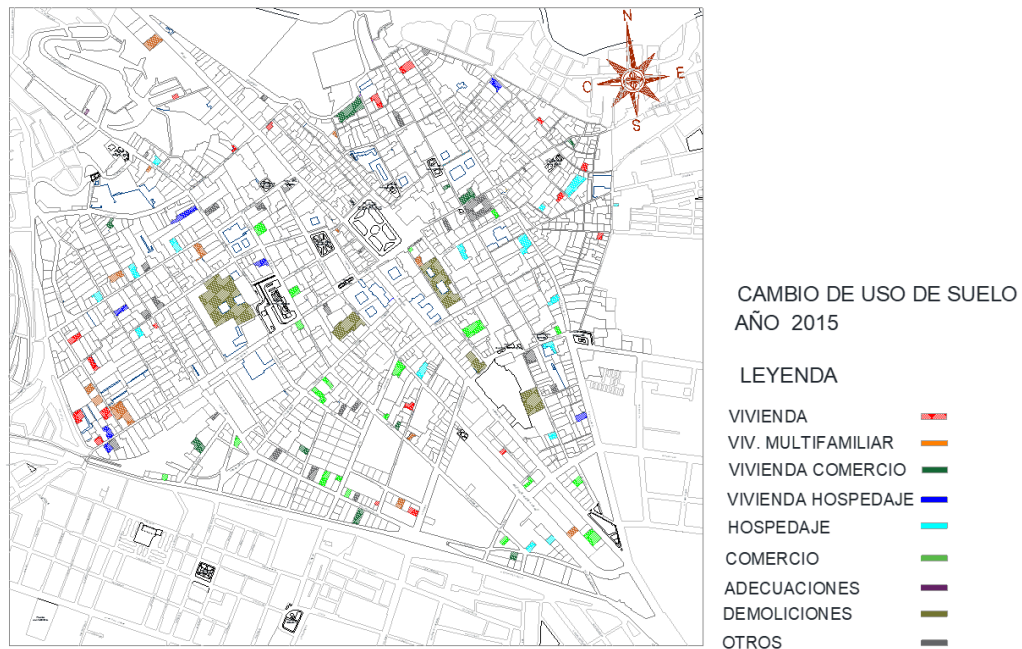 N
E
O
S
CAMBIO DE USO DE SUELO
AÑO 2015
LEYENDA
VIVIENDA
VIV. MULTIFAMILIAR
VIVIENDA COMERCIO
VIVIENDA HOSPEDAJE
HOSPEDAJE
COMERCIO
ADECUACIONES
DEMOLICIONES
OTROS